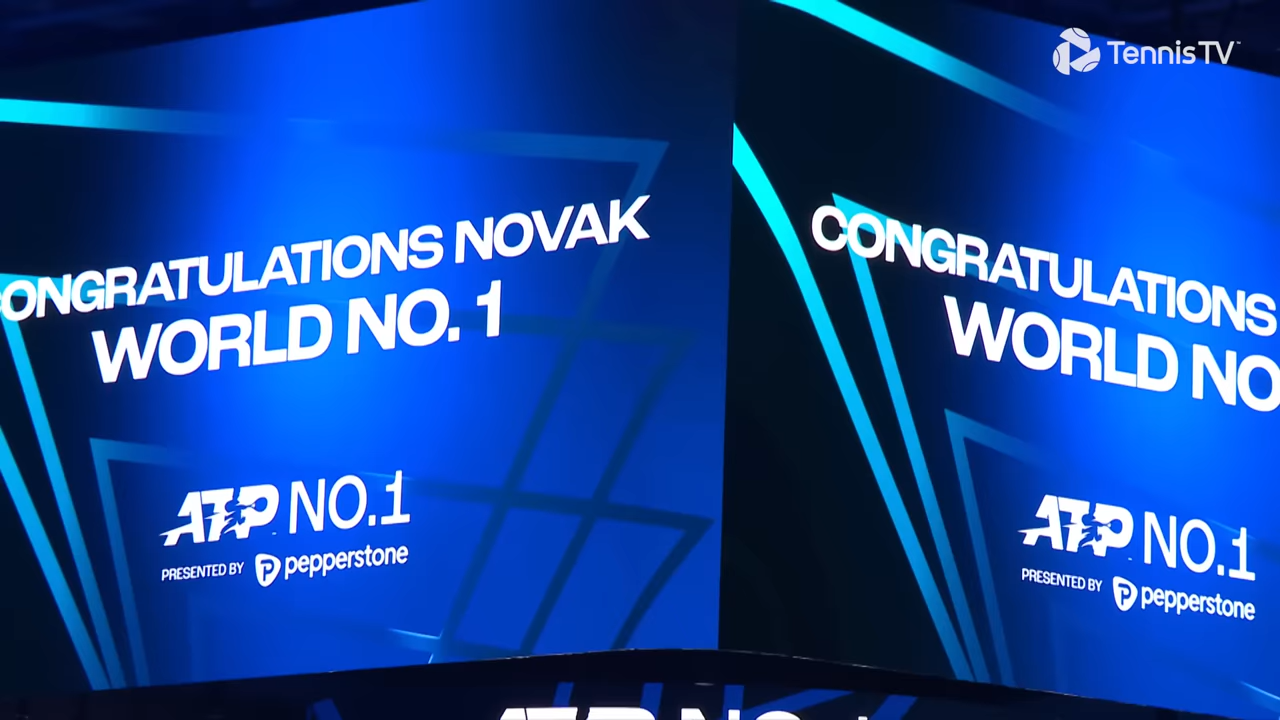 TennisTV
CONGRATULATIONS NOVAK
WORLD NO. 1
ATP NO.1
PRESENTED BY pepperstone
CONGRATULATIONS
WORLD NO
ATP NO.1
PRESENTED BY pepperstone